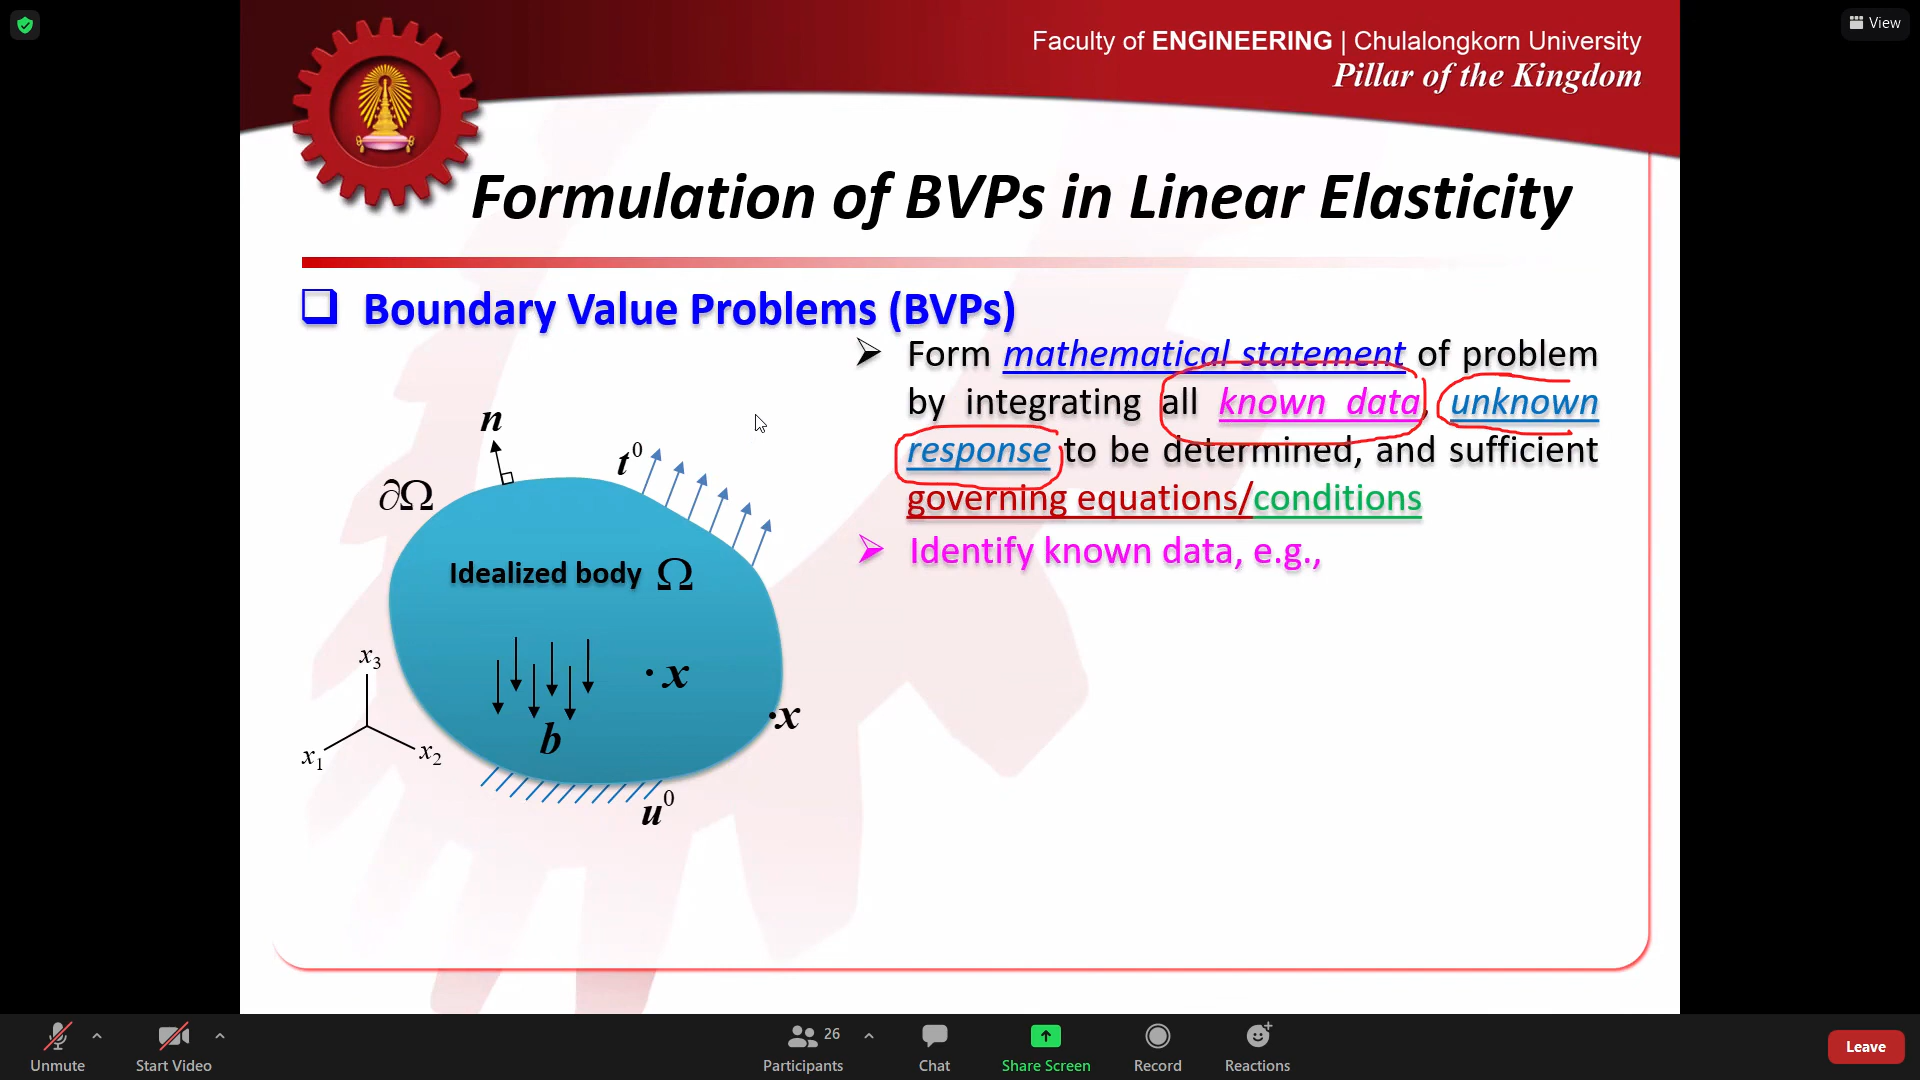 View
Faculty of ENGINEERING | Chulalongkorn University
Pillar of the Kingdom
Formulation of BVPs in Linear Elasticity
Boundary Value Problems (BVPs)
Form mathematical statement of problem
by integrating all known data, unknown
response to be determined, and sufficient
governing equations/conditions
Identify known data, e.g.,
n
t⁰
∂Ω
Idealized body Ω
x
x
b
x₃
x₁
x₂
u⁰
Unmute
Start Video
26
Participants
Chat
Share Screen
Record
Reactions
Leave